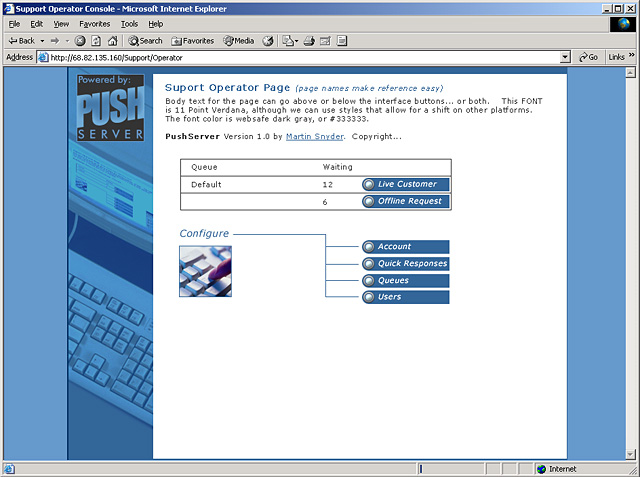 Support Operator Console - Microsoft Internet Explorer
File Edit View Favorites Tools Help
Back Search Favorites Media
Address http://68.82.135.160/Support/Operator Go Links »
Powered by:
PUSH
SERVER
Suport Operator Page (page names make reference easy)
Body text for the page can go above or below the interface buttons... or both. This FONT
is 11 Point Verdana, although we can use styles that allow for a shift on other platforms.
The font color is websafe dark gray, or #333333.
PushServer Version 1.0 by Martin Snyder. Copyright...
Queue Waiting
Default 12 Live Customer
6 Offline Request
Configure
Account
Quick Responses
Queues
Users
Internet